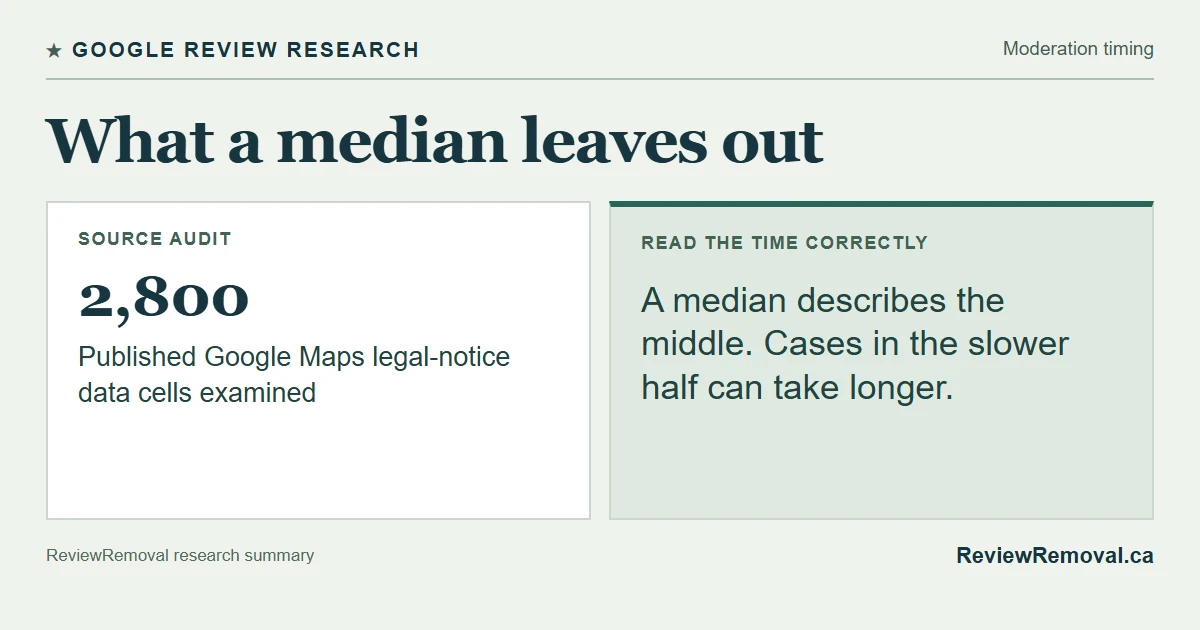 ★ GOOGLE REVIEW RESEARCH
Moderation timing
What a median leaves out
SOURCE AUDIT
2,800
Published Google Maps legal-notice
data cells examined
READ THE TIME CORRECTLY
A median describes the
middle. Cases in the slower
half can take longer.
ReviewRemoval research summary
ReviewRemoval.ca